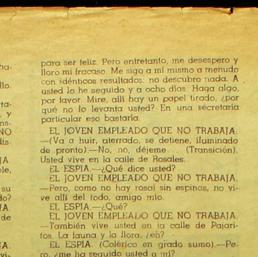 para ser feliz. Pero entretanto, me desespero y
lloro mi fracaso. Me sigo a mí mismo a menudo
con idénticos resultados: no descubro nada. A
usted lo he seguido ya ocho días. Haga algo,
por favor. Mire, allí hay un papel tirado, ¿por
qué no lo levanta usted? En una secretaría
particular eso bastaría.
EL JOVEN EMPLEADO QUE NO TRABAJA.
—(Va a huir, aterrado, se detiene, iluminado
de pronto).—No, no, déjeme... (Transición).
Usted vive en la calle de Rosales.
EL ESPIA.—¿Qué dice usted?
EL JOVEN EMPLEADO QUE NO TRABAJA.
—Pero, como no hay rosal sin espinas, no vi-
ve allí del todo, amigo mío.
EL ESPIA.—¿Qué?
EL JOVEN EMPLEADO QUE NO TRABAJA.
—También vive usted en la calle de Pajari-
tos. La fauna y la flora, ¿eh?
EL ESPIA. (Colérico en grado sumo).—Pe-
ro, ¿me ha seguido usted a mí?